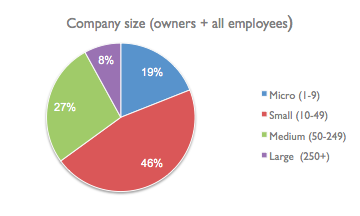 Company size (owners + all employees)
8%
19%
27%
46%
Micro (1-9)
Small (10-49)
Medium (50-249)
Large (250+)